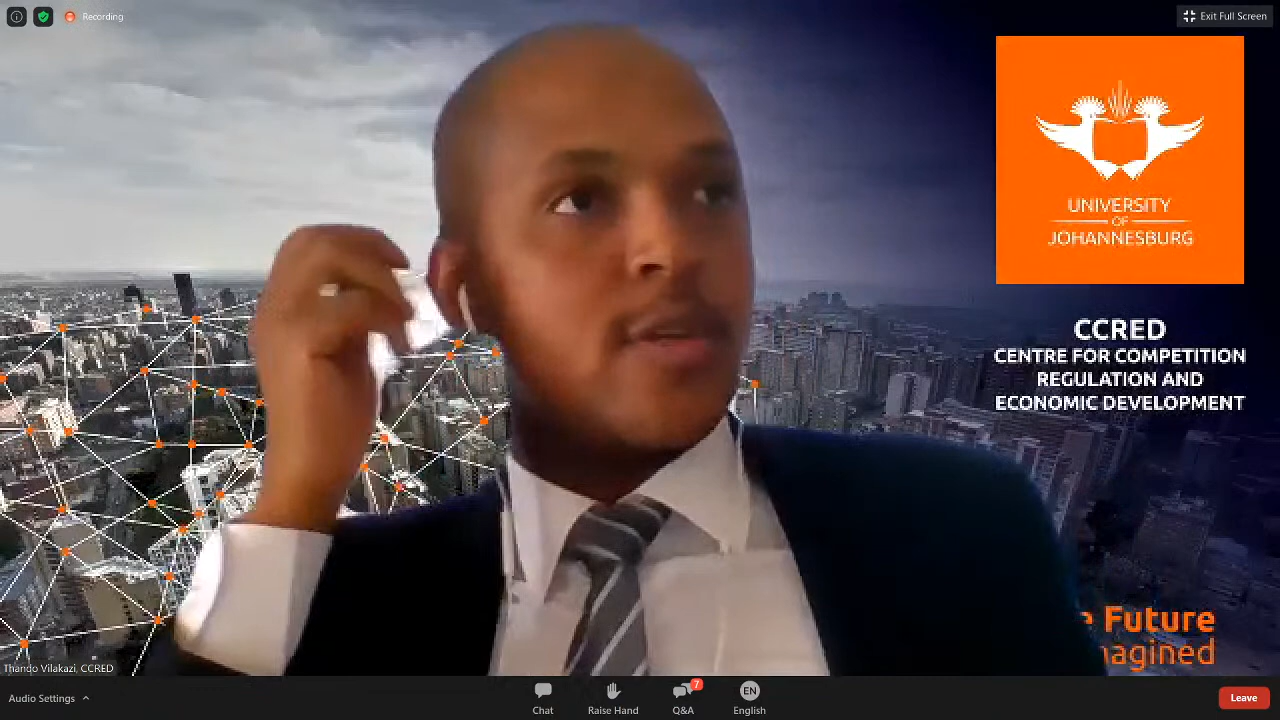 Recording
Exit Full Screen
UNIVERSITY
OF
JOHANNESBURG
CCRED
CENTRE FOR COMPETITION
REGULATION AND
ECONOMIC DEVELOPMENT
Future
Thando Vilakazi, CCRED
Audio Settings
Chat
Raise Hand
7
Q&A
EN
English
Leave